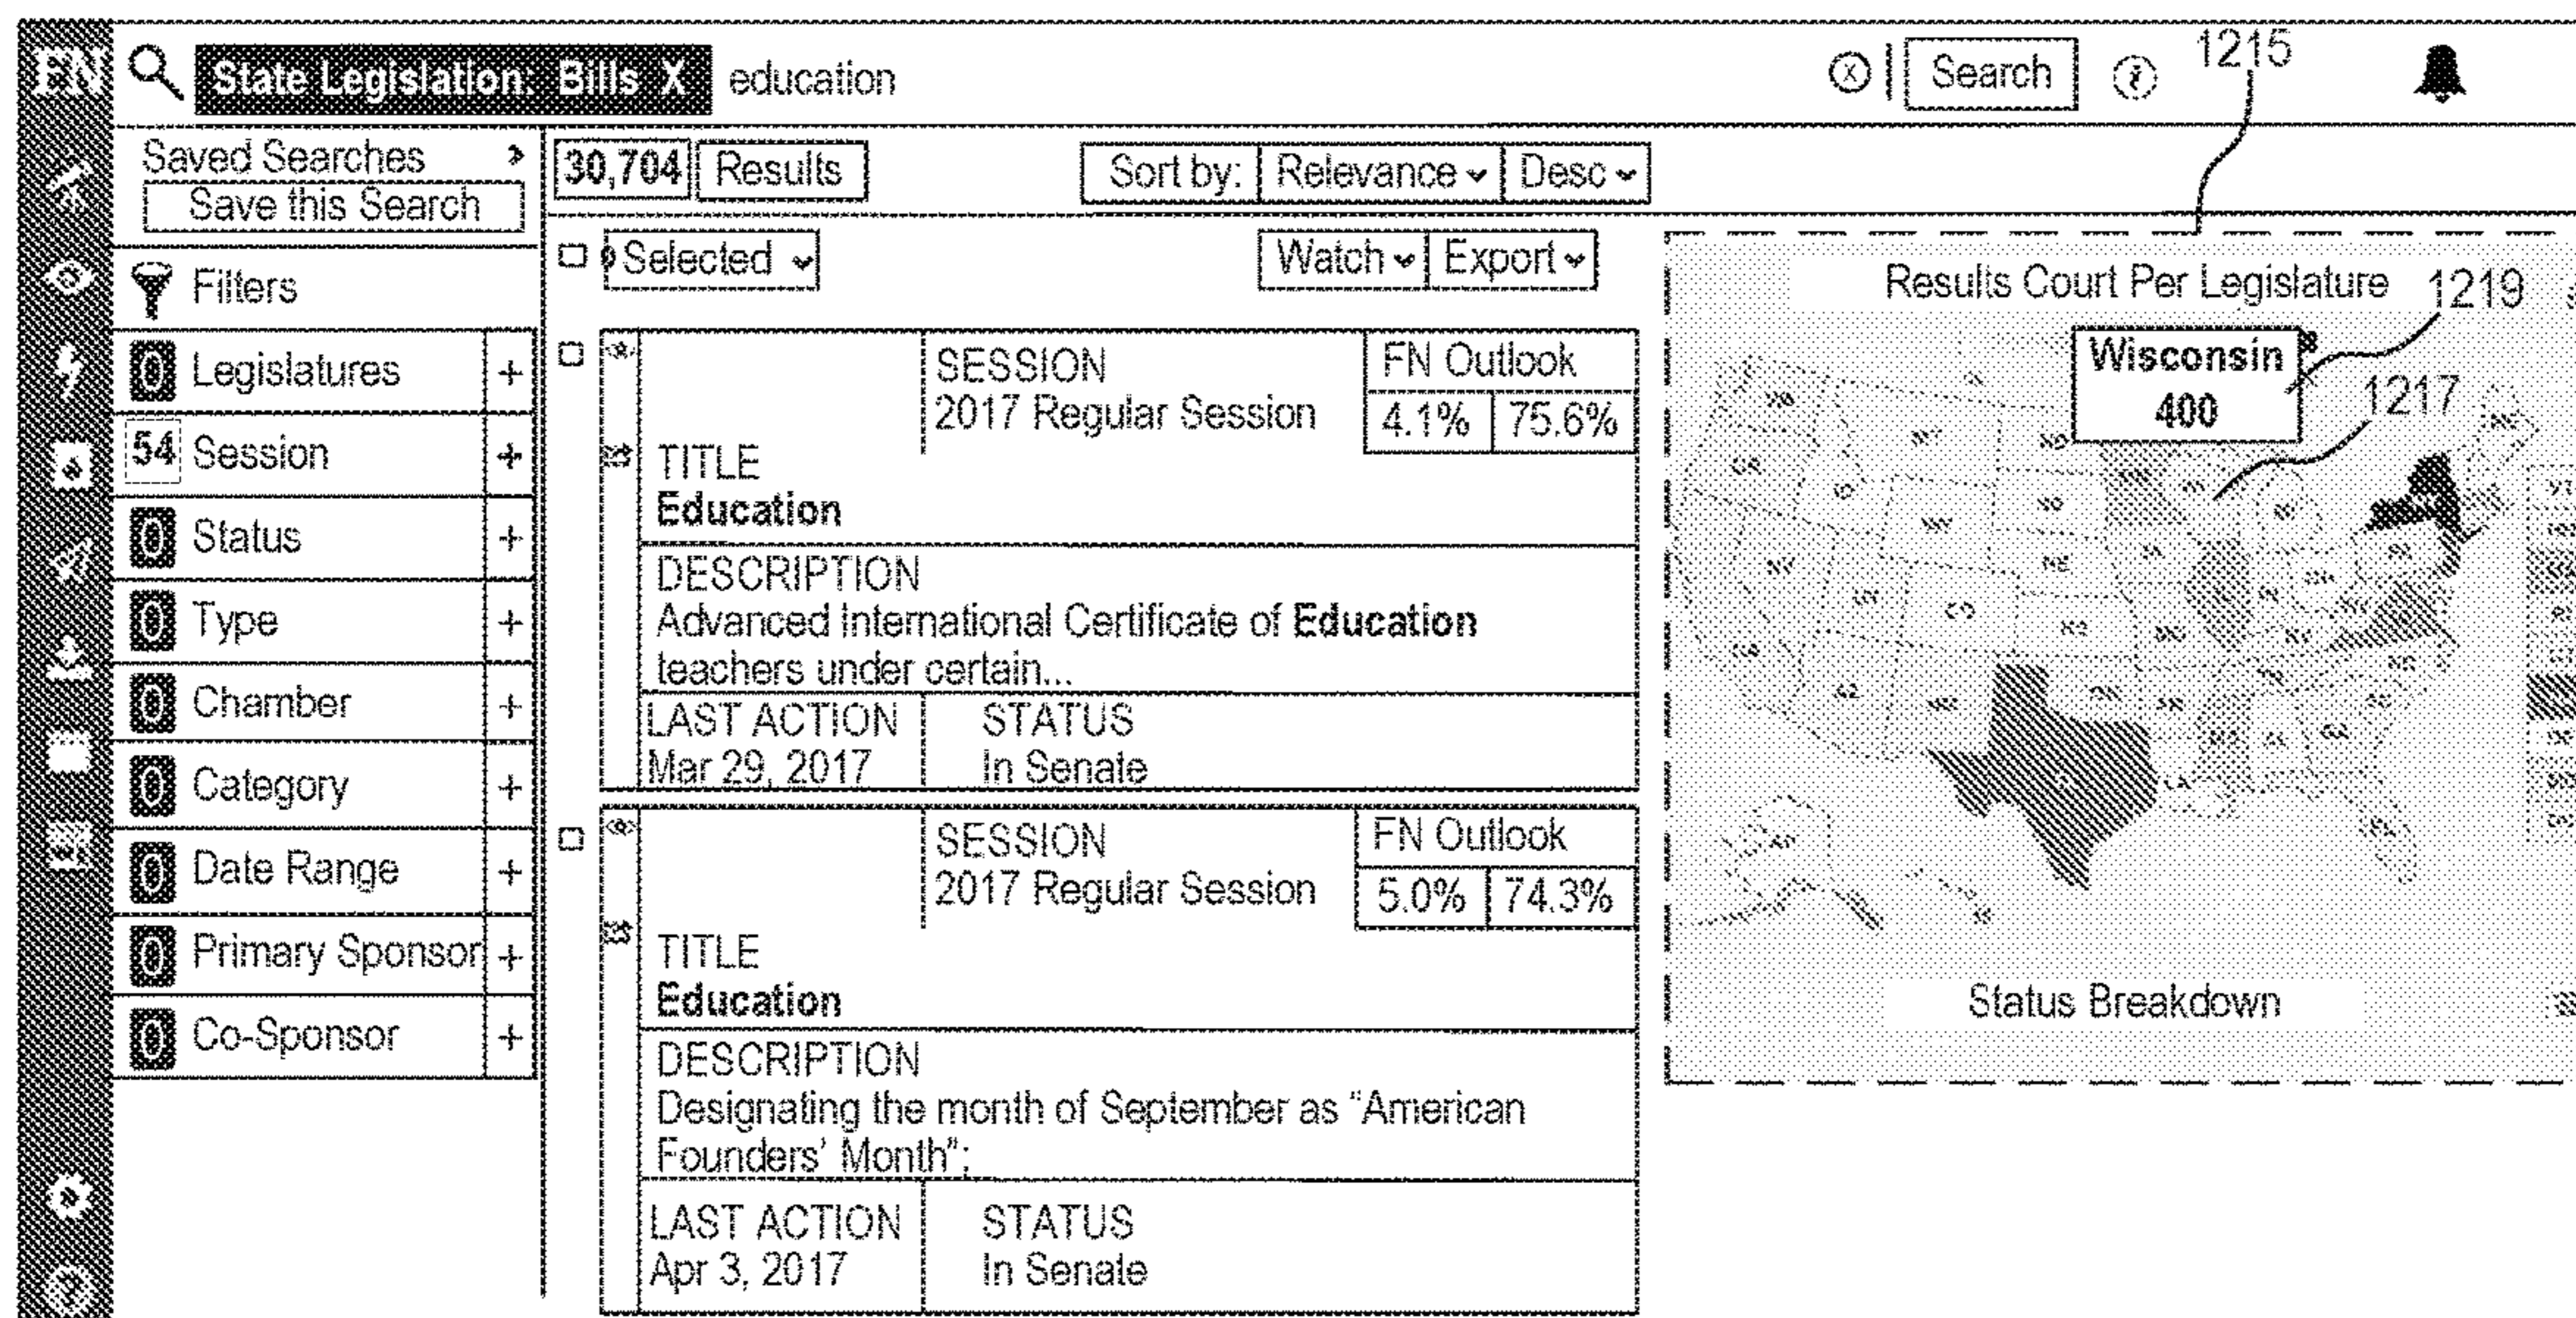 FN State Legislation: Bills X education X Search i 1215
Saved Searches
Save this Search
30,704 Results Sort by: Relevance Desc
Filters
0 Legislatures +
54 Session +
0 Status +
0 Type +
0 Chamber +
0 Category +
0 Date Range +
0 Primary Sponsor +
0 Co-Sponsor +
Selected Watch Export
SESSION
2017 Regular Session
FN Outlook
4.1% 75.6%
TITLE
Education
DESCRIPTION
Advanced International Certificate of Education
teachers under certain...
LAST ACTION STATUS
Mar 29, 2017 In Senate
SESSION
2017 Regular Session
FN Outlook
5.0% 74.3%
TITLE
Education
DESCRIPTION
Designating the month of September as "American
Founders' Month";
LAST ACTION STATUS
Apr 3, 2017 In Senate
Results Court Per Legislature
1219
Wisconsin
400
1217
Status Breakdown